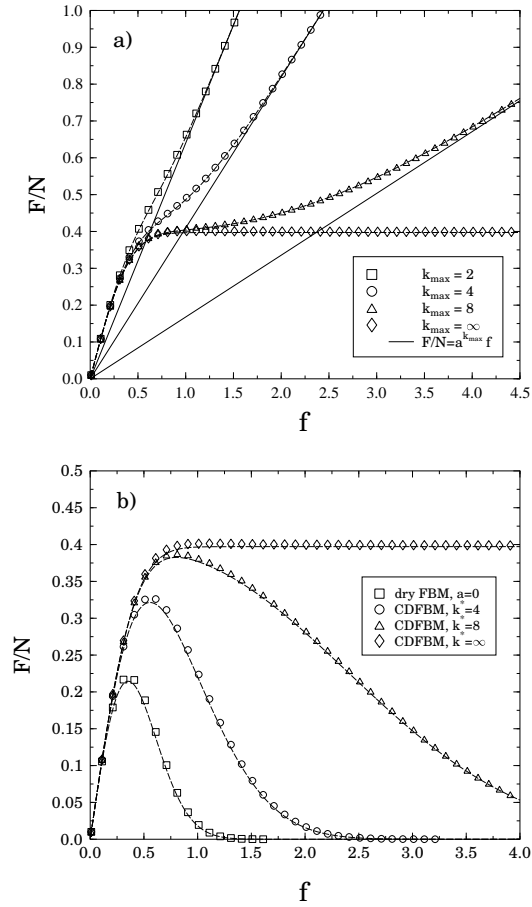 a)
1.0
0.9
0.8
0.7
0.6
0.5
0.4
0.3
0.2
0.1
0.0
F/N
k_max = 2
k_max = 4
k_max = 8
k_max = ∞
F/N=a^{k_max} f
0.0 0.5 1.0 1.5 2.0 2.5 3.0 3.5 4.0 4.5
f
b)
0.5
0.45
0.4
0.35
0.3
0.25
0.2
0.15
0.1
0.05
0.0
F/N
dry FBM, a=0
CDFBM, k*=4
CDFBM, k*=8
CDFBM, k*=∞
0.0 0.5 1.0 1.5 2.0 2.5 3.0 3.5 4.0
f